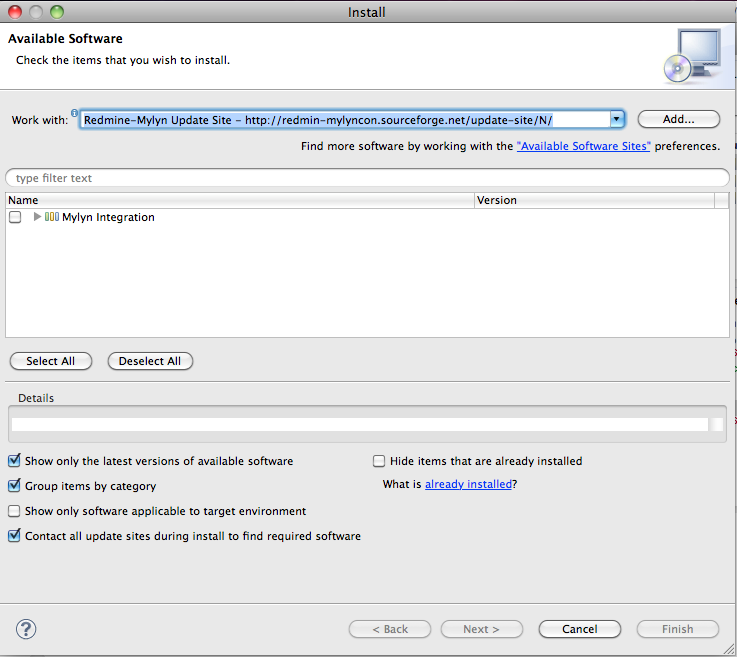 Install
Available Software
Check the items that you wish to install.
Work with: Redmine-Mylyn Update Site – http://redmin-mylyncon.sourceforge.net/update-site/N/ Add...
Find more software by working with the "Available Software Sites" preferences.
type filter text
Name Version
Mylyn Integration
Select All Deselect All
Details
Show only the latest versions of available software Hide items that are already installed
Group items by category What is already installed?
Show only software applicable to target environment
Contact all update sites during install to find required software
? < Back Next > Cancel Finish